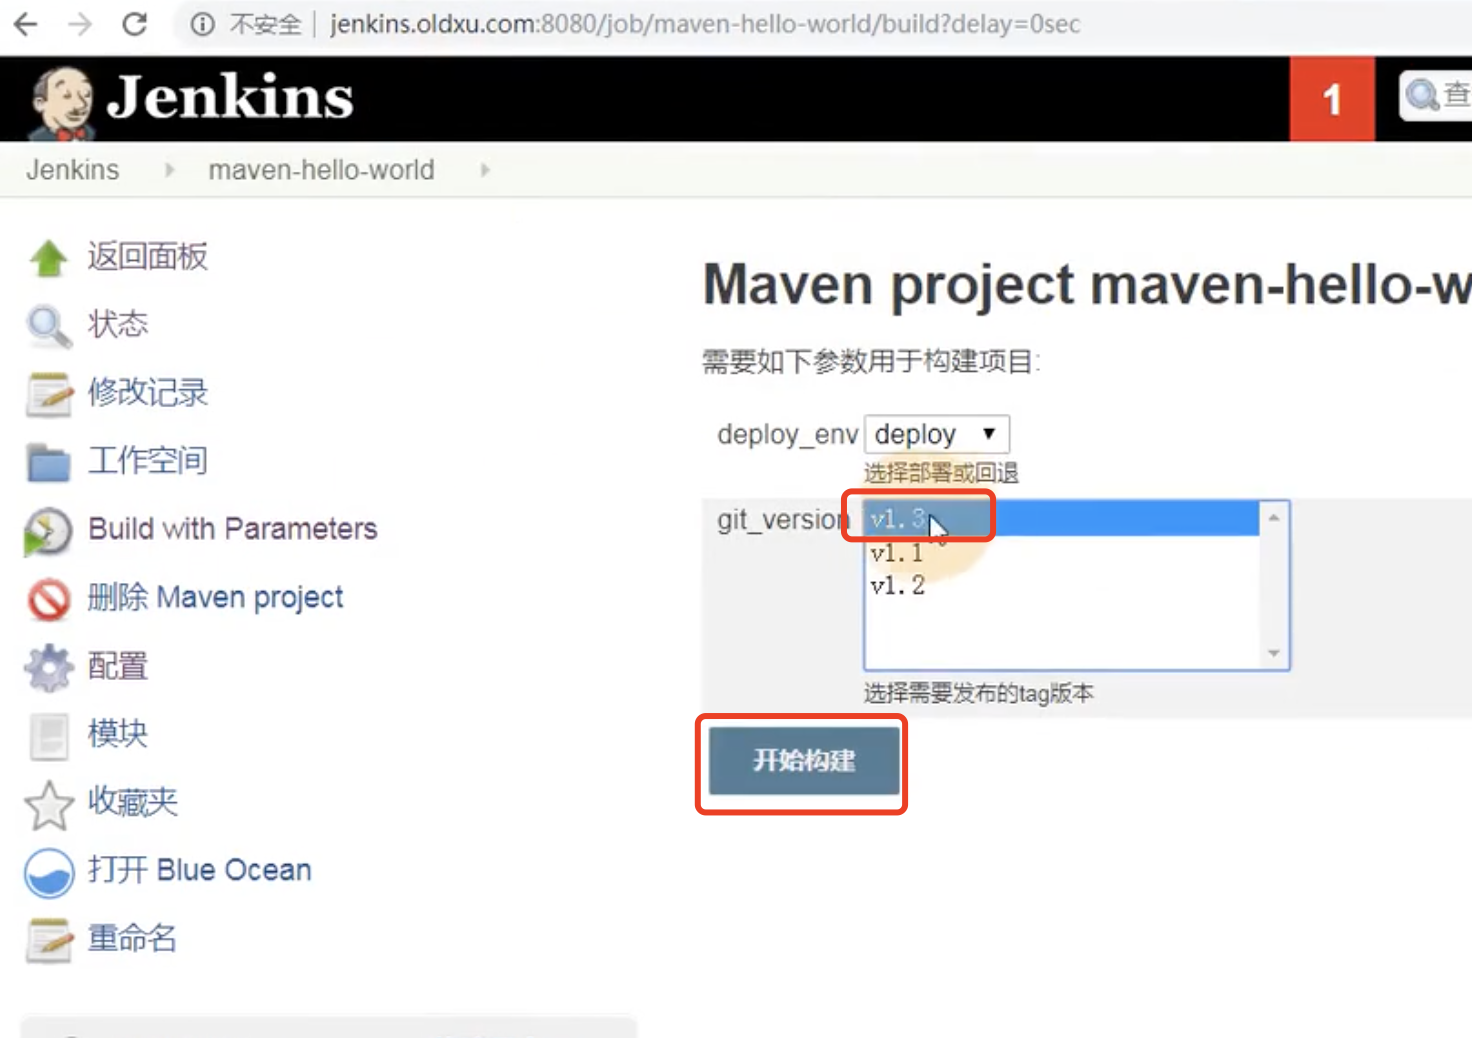 不安全 jenkins.oldxu.com:8080/job/maven-hello-world/build?delay=0sec
Jenkins
1
查
Jenkins maven-hello-world
返回面板
状态
修改记录
工作空间
Build with Parameters
删除 Maven project
配置
模块
收藏夹
打开 Blue Ocean
重命名
Maven project maven-hello-w
需要如下参数用于构建项目:
deploy_env deploy
选择部署或回退
git_version v1.3
v1.1
v1.2
选择需要发布的tag版本
开始构建